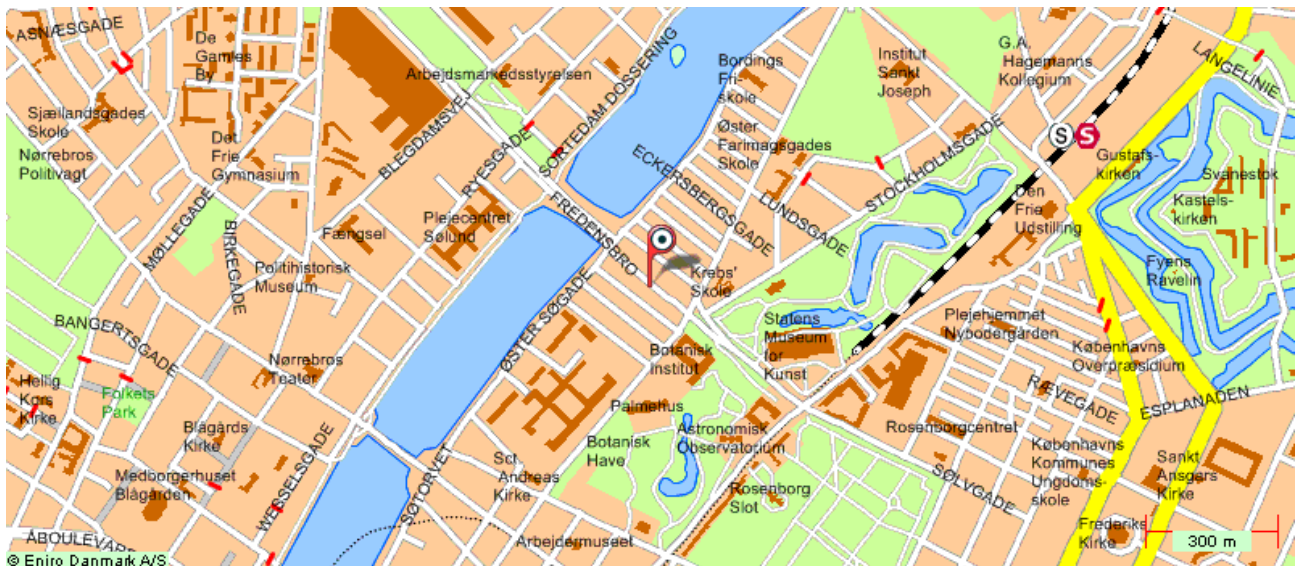 ASNÆSGADE
De
Gamles
By
Sjællandsgades
Skole
Nørrebros
Politivagt
Det
Frie
Gymnasium
Arbejdsmarkedsstyrelsen
BLEGDAMSVEJ
RYESGADE
SORTEDAM DOSSERING
Bordings
Fri-
skole
Øster
Farimagsgades
Skole
Institut
Sankt
Joseph
G.A.
Hagemanns
Kollegium
LANGELINIE
S
S
Gustafs-
kirken
Svanestok
Kastels-
kirken
Fyens
Ravelin
Den
Frie
Udstilling
STOCKHOLMSGADE
LUNDSGADE
ECKERSBERGSGADE
FREDENSBRO
Krebs'
Skole
MØLLEGADE
BIRKEGADE
Fængsel
Plejecentret
Sølund
Politihistorisk
Museum
BANGERTSGADE
Nørrebros
Teater
ØSTER SØGADE
Statens
Museum
for
Kunst
Botanisk
Institut
Plejehjemmet
Nybodergården
Københavns
Overpræsidium
RÆVEGADE
ESPLANADEN
Hellig
Kors
Kirke
Folkets
Park
Blågårds
Kirke
Medborgerhuset
Blågården
WESSELSGADE
SØTORVET
Sct.
Andreas
Kirke
Palmehus
Botanisk
Have
Astronomisk
Observatorium
Rosenborg
Slot
Rosenborgcentret
SØLVGADE
Københavns
Kommunes
Ungdoms-
skole
Sankt
Ansgars
Kirke
Frederiks
Kirke
Arbejdermuseet
ÅBOULEVARD
300 m
© Eniro Danmark A/S